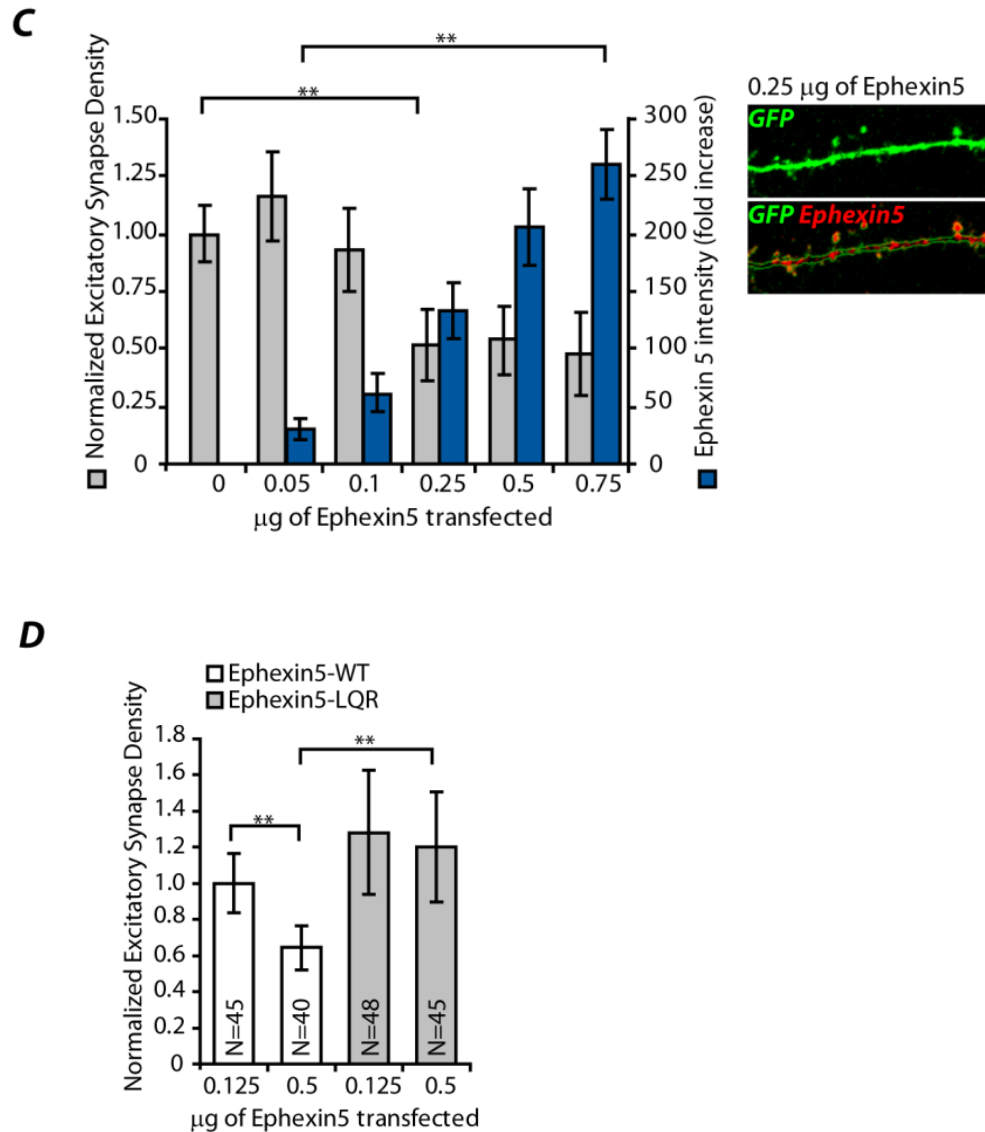 C
**
**
Normalized Excitatory Synapse Density
1.50
1.25
1.00
0.75
0.50
0.25
0
300
250
200
150
100
50
0
Ephexin 5 intensity (fold increase)
0 0.05 0.1 0.25 0.5 0.75
μg of Ephexin5 transfected
0.25 μg of Ephexin5
GFP
GFP Ephexin5
D
Ephexin5-WT
Ephexin5-LQR
Normalized Excitatory Synapse Density
1.8
1.6
1.4
1.2
1.0
0.8
0.6
0.4
0.2
0
**
**
N=45
N=40
N=48
N=45
0.125 0.5 0.125 0.5
μg of Ephexin5 transfected